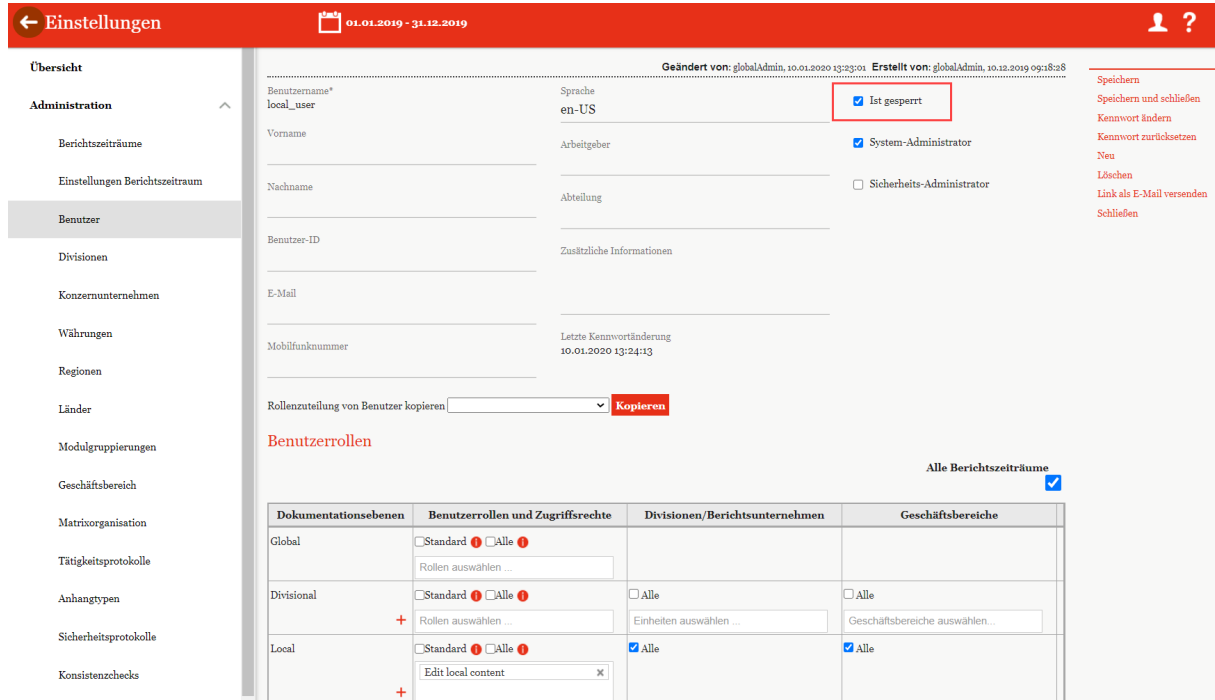 Einstellungen
01.01.2019 - 31.12.2019
?
Übersicht
Administration
Berichtszeiträume
Einstellungen Berichtszeitraum
Benutzer
Divisionen
Konzernunternehmen
Währungen
Regionen
Länder
Modulgruppierungen
Geschäftsbereich
Matrixorganisation
Tätigkeitsprotokolle
Anhangtypen
Sicherheitsprotokolle
Konsistenzchecks
Geändert von: globalAdmin, 10.01.2020 13:23:01 Erstellt von: globalAdmin, 10.12.2019 09:18:28
Benutzername*
local_user
Vorname
Nachname
Benutzer-ID
E-Mail
Mobilfunknummer
Sprache
en-US
Arbeitgeber
Abteilung
Zusätzliche Informationen
Letzte Kennwortänderung
10.01.2020 13:24:13
Ist gesperrt
System-Administrator
Sicherheits-Administrator
Speichern
Speichern und schließen
Kennwort ändern
Kennwort zurücksetzen
Neu
Löschen
Link als E-Mail versenden
Schließen
Rollenzuteilung von Benutzer kopieren Kopieren
Benutzerrollen
Alle Berichtszeiträume
Dokumentationsebenen Benutzerrollen und Zugriffsrechte Divisionen/Berichtsunternehmen Geschäftsbereiche
Global Standard Alle
Rollen auswählen ...
Divisional Standard Alle Alle Alle
+ Rollen auswählen ... Einheiten auswählen ... Geschäftsbereiche auswählen...
Local Standard Alle Alle Alle
Edit local content ×
+